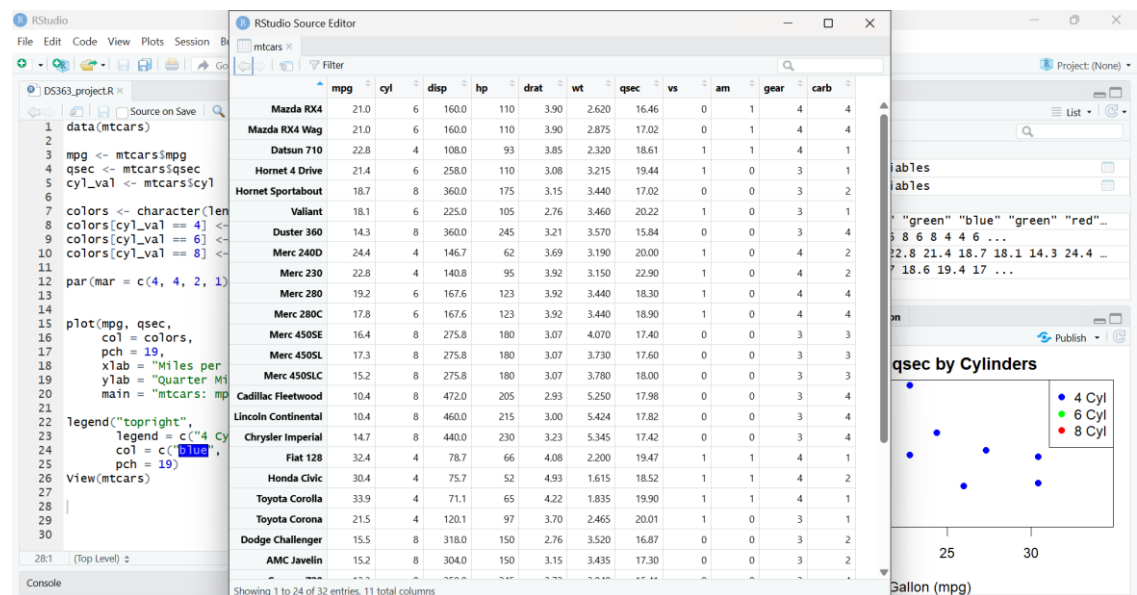 RStudio
File Edit Code View Plots Session
Go
Project: (None)
DS363_project.R
Source on Save
1 data(mtcars)
2
3 mpg <- mtcars$mpg
4 qsec <- mtcars$qsec
5 cyl_val <- mtcars$cyl
6
7 colors <- character(len
8 colors[cyl_val == 4] <-
9 colors[cyl_val == 6] <-
10 colors[cyl_val == 8] <-
11
12 par(mar = c(4, 4, 2, 1)
13
14
15 plot(mpg, qsec,
16 col = colors,
17 pch = 19,
18 xlab = "Miles per
19 ylab = "Quarter Mi
20 main = "mtcars: mp
21
22 legend("topright",
23 legend = c("4 Cy
24 col = c("blue",
25 pch = 19)
26 View(mtcars)
27
28
29
30
28:1 (Top Level)
Console
RStudio Source Editor
mtcars
Filter
mpg cyl disp hp drat wt qsec vs am gear carb
Mazda RX4 21.0 6 160.0 110 3.90 2.620 16.46 0 1 4 4
Mazda RX4 Wag 21.0 6 160.0 110 3.90 2.875 17.02 0 1 4 4
Datsun 710 22.8 4 108.0 93 3.85 2.320 18.61 1 1 4 1
Hornet 4 Drive 21.4 6 258.0 110 3.08 3.215 19.44 1 0 3 1
Hornet Sportabout 18.7 8 360.0 175 3.15 3.440 17.02 0 0 3 2
Valiant 18.1 6 225.0 105 2.76 3.460 20.22 1 0 3 1
Duster 360 14.3 8 360.0 245 3.21 3.570 15.84 0 0 3 4
Merc 240D 24.4 4 146.7 62 3.69 3.190 20.00 1 0 4 2
Merc 230 22.8 4 140.8 95 3.92 3.150 22.90 1 0 4 2
Merc 280 19.2 6 167.6 123 3.92 3.440 18.30 1 0 4 4
Merc 280C 17.8 6 167.6 123 3.92 3.440 18.90 1 0 4 4
Merc 450SE 16.4 8 275.8 180 3.07 4.070 17.40 0 0 3 3
Merc 450SL 17.3 8 275.8 180 3.07 3.730 17.60 0 0 3 3
Merc 450SLC 15.2 8 275.8 180 3.07 3.780 18.00 0 0 3 3
Cadillac Fleetwood 10.4 8 472.0 205 2.93 5.250 17.98 0 0 3 4
Lincoln Continental 10.4 8 460.0 215 3.00 5.424 17.82 0 0 3 4
Chrysler Imperial 14.7 8 440.0 230 3.23 5.345 17.42 0 0 3 4
Fiat 128 32.4 4 78.7 66 4.08 2.200 19.47 1 1 4 1
Honda Civic 30.4 4 75.7 52 4.93 1.615 18.52 1 1 4 2
Toyota Corolla 33.9 4 71.1 65 4.22 1.835 19.90 1 1 4 1
Toyota Corona 21.5 4 120.1 97 3.70 2.465 20.01 1 0 3 1
Dodge Challenger 15.5 8 318.0 150 2.76 3.520 16.87 0 0 3 2
AMC Javelin 15.2 8 304.0 150 3.15 3.435 17.30 0 0 3 2
Showing 1 to 24 of 32 entries, 11 total columns
List
iables
iables
" "green" "blue" "green" "red"…
6 8 6 8 4 4 6 ...
22.8 21.4 18.7 18.1 14.3 24.4 …
7 18.6 19.4 17 ...
on
Publish
qsec by Cylinders
4 Cyl
6 Cyl
8 Cyl
25 30
Gallon (mpg)